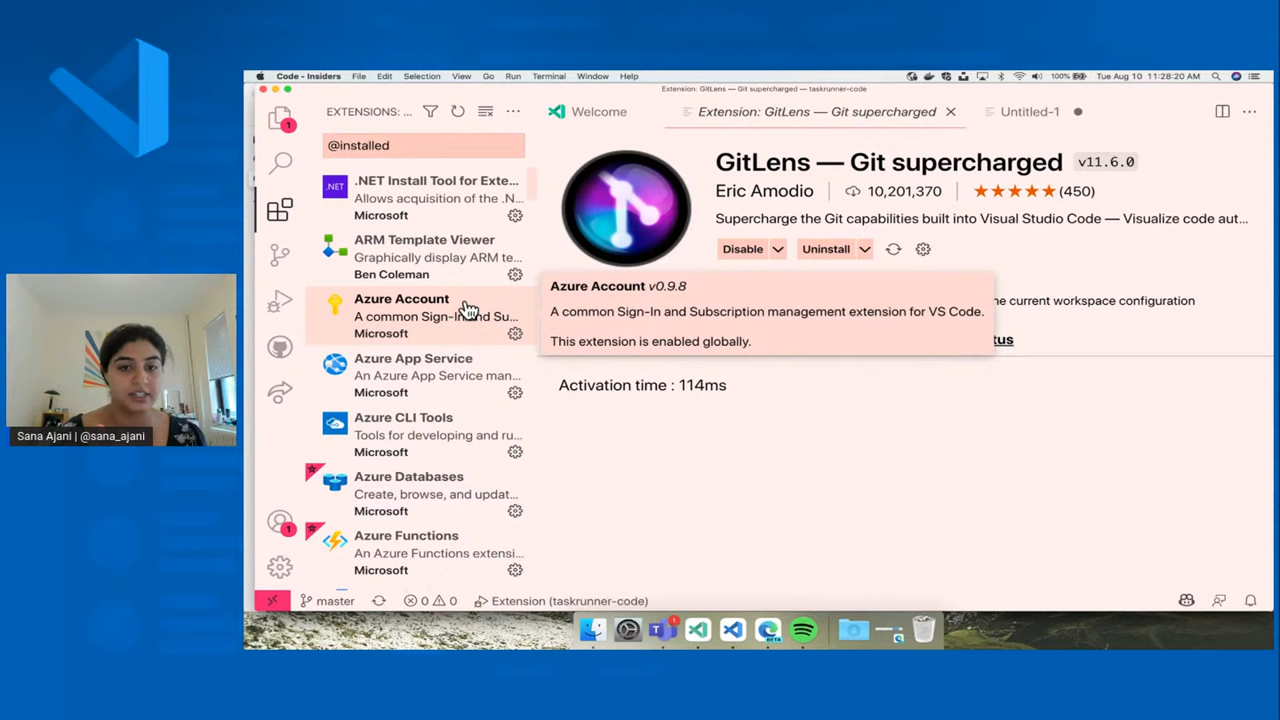 Code - Insiders File Edit Selection View Go Run Terminal Window Help 100% Tue Aug 10 11:28:20 AM
Extension: GitLens — Git supercharged — taskrunner-code
EXTENSIONS: ...
Welcome
Extension: GitLens — Git supercharged
Untitled-1
1
@installed
.NET
.NET Install Tool for Exte...
Allows acquisition of the .N...
Microsoft
ARM Template Viewer
Graphically display ARM te...
Ben Coleman
Azure Account
A common Sign-In and Su...
Microsoft
Azure App Service
An Azure App Service man...
Microsoft
Azure CLI Tools
Tools for developing and ru...
Microsoft
Azure Databases
Create, browse, and updat...
Microsoft
Azure Functions
An Azure Functions extensi...
Microsoft
1
GitLens — Git supercharged v11.6.0
Eric Amodio 10,201,370 (450)
Supercharge the Git capabilities built into Visual Studio Code — Visualize code aut...
Disable Uninstall
Azure Account v0.9.8
A common Sign-In and Subscription management extension for VS Code.
This extension is enabled globally.
he current workspace configuration
tus
Activation time : 114ms
master 0 0 Extension (taskrunner-code)
1
BETA
Sana Ajani | @sana_ajani